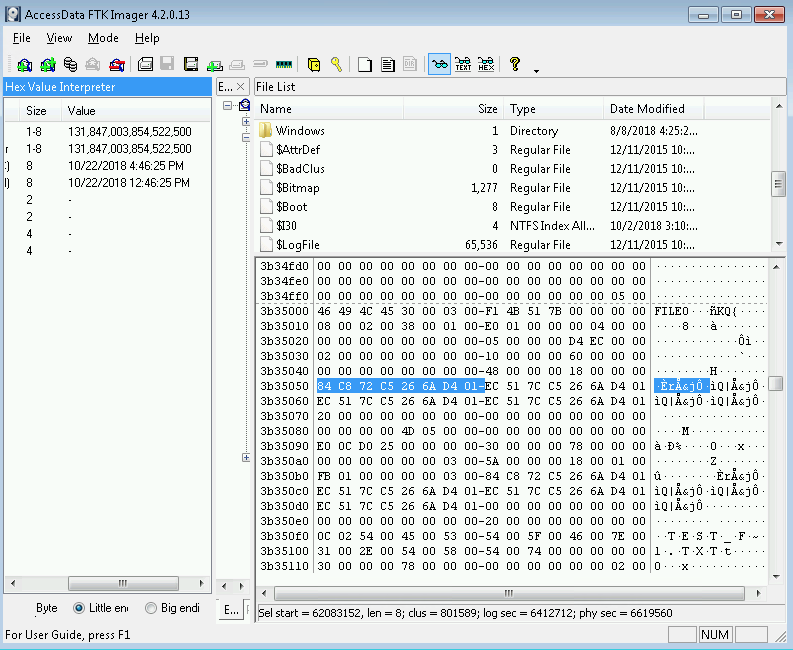 AccessData FTK Imager 4.2.0.13
File View Mode Help
Hex Value Interpreter
Size Value
1-8 131,847,003,854,522,500
r 1-8 131,847,003,854,522,500
:) 8 10/22/2018 4:46:25 PM
l) 8 10/22/2018 12:46:25 PM
2 -
2 -
4 -
4 -
Byte Little en Big endi
For User Guide, press F1
E...
E...
File List
Name Size Type Date Modified
Windows 1 Directory 8/8/2018 4:25:2...
$AttrDef 3 Regular File 12/11/2015 10:...
$BadClus 0 Regular File 12/11/2015 10:...
$Bitmap 1,277 Regular File 12/11/2015 10:...
$Boot 8 Regular File 12/11/2015 10:...
$I30 4 NTFS Index All... 10/2/2018 3:10:...
$LogFile 65,536 Regular File 12/11/2015 10:...
3b34fd0 00 00 00 00 00 00 00 00-00 00 00 00 00 00 00 00 ················
3b34fe0 00 00 00 00 00 00 00 00-00 00 00 00 00 00 00 00 ················
3b34ff0 00 00 00 00 00 00 00 00-00 00 00 00 00 00 05 00 ················
3b35000 46 49 4C 45 30 00 03 00-F1 4B 51 7B 00 00 00 00 FILE0···ñKQ{····
3b35010 08 00 02 00 38 00 01 00-E0 01 00 00 00 04 00 00 ····8···à·······
3b35020 00 00 00 00 00 00 00 00-05 00 00 00 D4 EC 00 00 ············Ôì··
3b35030 02 00 00 00 00 00 00 00-10 00 00 00 60 00 00 00 ············`···
3b35040 00 00 00 00 00 00 00 00-48 00 00 00 18 00 00 00 ········H·······
3b35050 84 C8 72 C5 26 6A D4 01-EC 51 7C C5 26 6A D4 01 ·ÈrÅ&jÔ·ìQ|Å&jÔ·
3b35060 EC 51 7C C5 26 6A D4 01-EC 51 7C C5 26 6A D4 01 ìQ|Å&jÔ·ìQ|Å&jÔ·
3b35070 20 00 00 00 00 00 00 00-00 00 00 00 00 00 00 00 ···············
3b35080 00 00 00 00 4D 05 00 00-00 00 00 00 00 00 00 00 ····M···········
3b35090 E0 0C D0 25 00 00 00 00-30 00 00 00 78 00 00 00 à·Ð%····0···x···
3b350a0 00 00 00 00 00 00 03 00-5A 00 00 00 18 00 01 00 ········Z·······
3b350b0 FB 01 00 00 00 00 03 00-84 C8 72 C5 26 6A D4 01 û········ÈrÅ&jÔ·
3b350c0 EC 51 7C C5 26 6A D4 01-EC 51 7C C5 26 6A D4 01 ìQ|Å&jÔ·ìQ|Å&jÔ·
3b350d0 EC 51 7C C5 26 6A D4 01-00 00 00 00 00 00 00 00 ìQ|Å&jÔ·········
3b350e0 00 00 00 00 00 00 00 00-20 00 00 00 00 00 00 00 ········ ·······
3b350f0 0C 02 54 00 45 00 53 00-54 00 5F 00 46 00 7E 00 ··T·E·S·T·_·F·~·
3b35100 31 00 2E 00 54 00 58 00-54 00 74 00 00 00 00 00 1·.·T·X·T·t·····
3b35110 30 00 00 00 78 00 00 00-00 00 00 00 00 00 02 00 0···x···········
Sel start = 62083152, len = 8; clus = 801589; log sec = 6412712; phy sec = 6619560
NUM